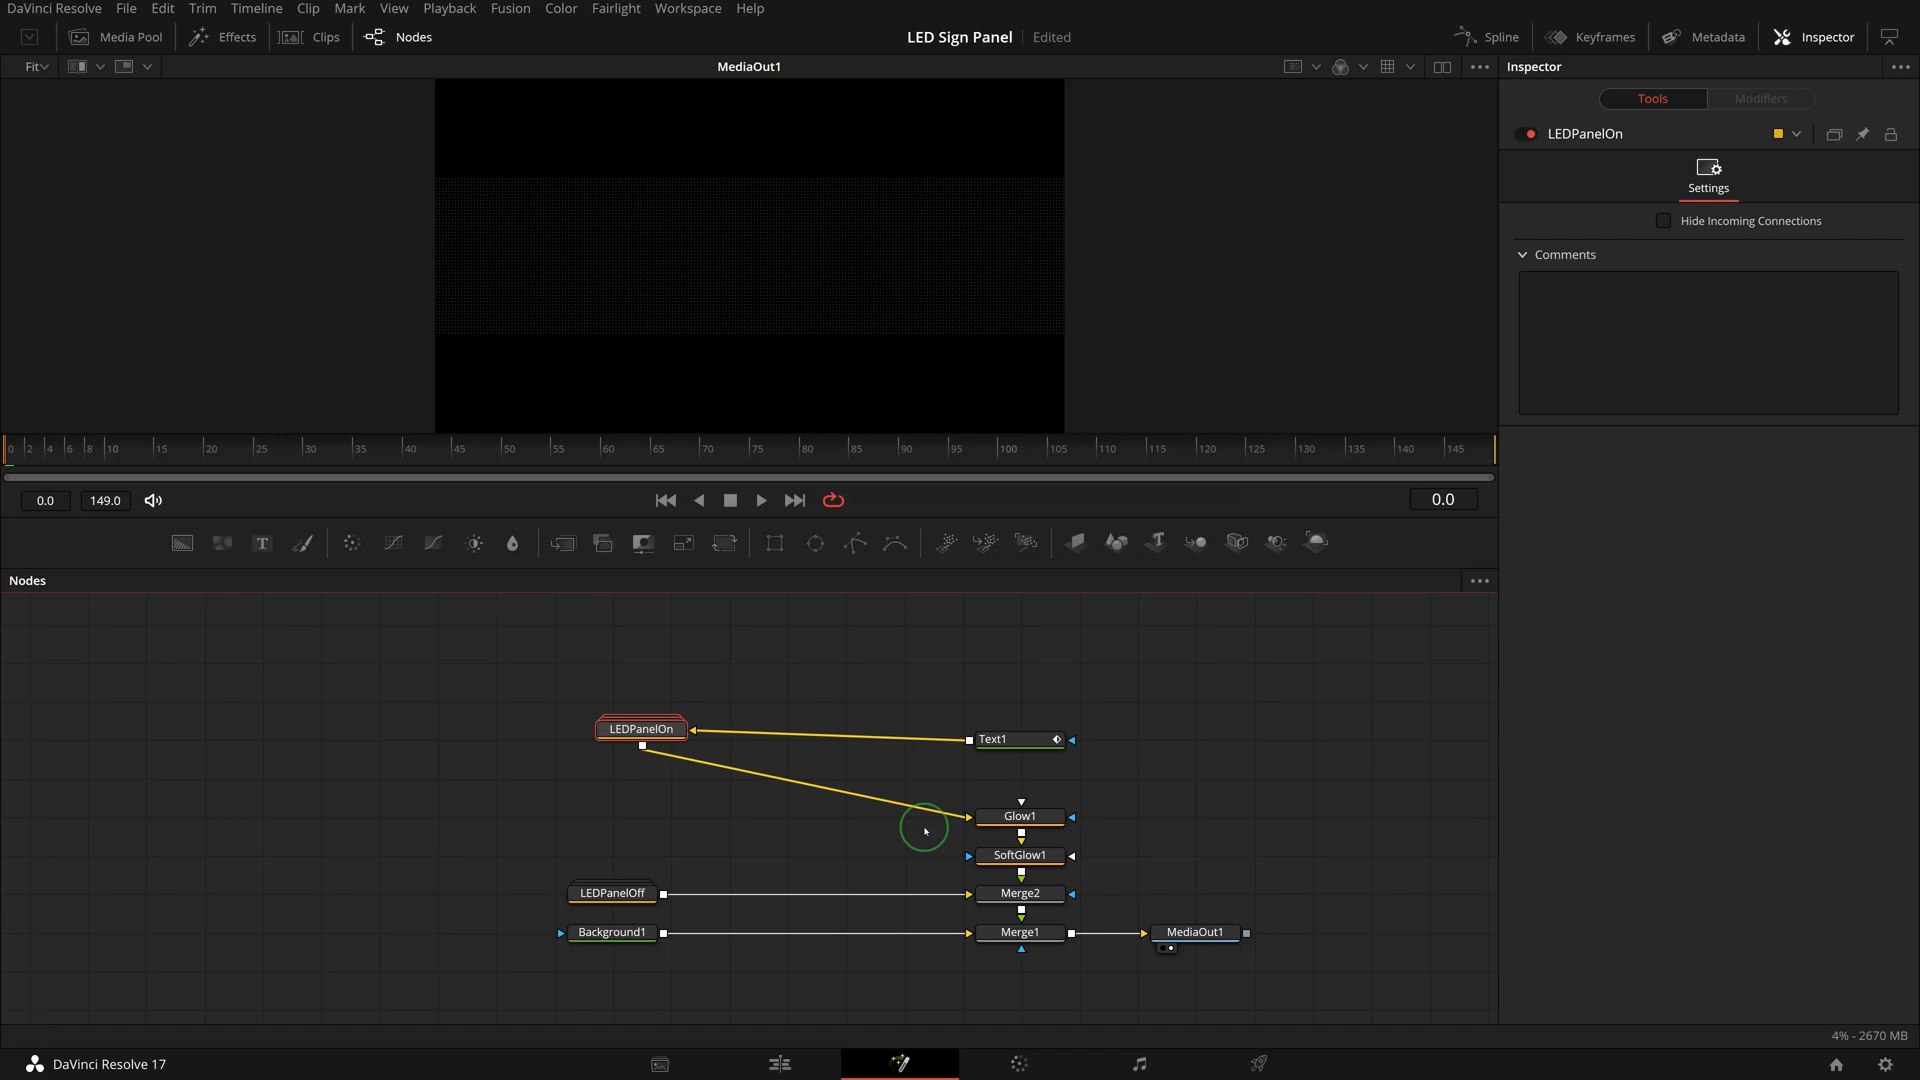 DaVinci Resolve File Edit Trim Timeline Clip Mark View Playback Fusion Color Fairlight Workspace Help
Media Pool Effects Clips Nodes LED Sign Panel Edited Spline Keyframes Metadata Inspector
Fit MediaOut1 Inspector
Tools Modifiers
LEDPanelOn
Settings
Hide Incoming Connections
Comments
0 2 4 6 8 10 15 20 25 30 35 40 45 50 55 60 65 70 75 80 85 90 95 100 105 110 115 120 125 130 135 140 145
0.0 149.0 0.0
T
Nodes
LEDPanelOn
Text1
Glow1
SoftGlow1
LEDPanelOff Merge2
Background1 Merge1 MediaOut1
4% - 2670 MB
DaVinci Resolve 17